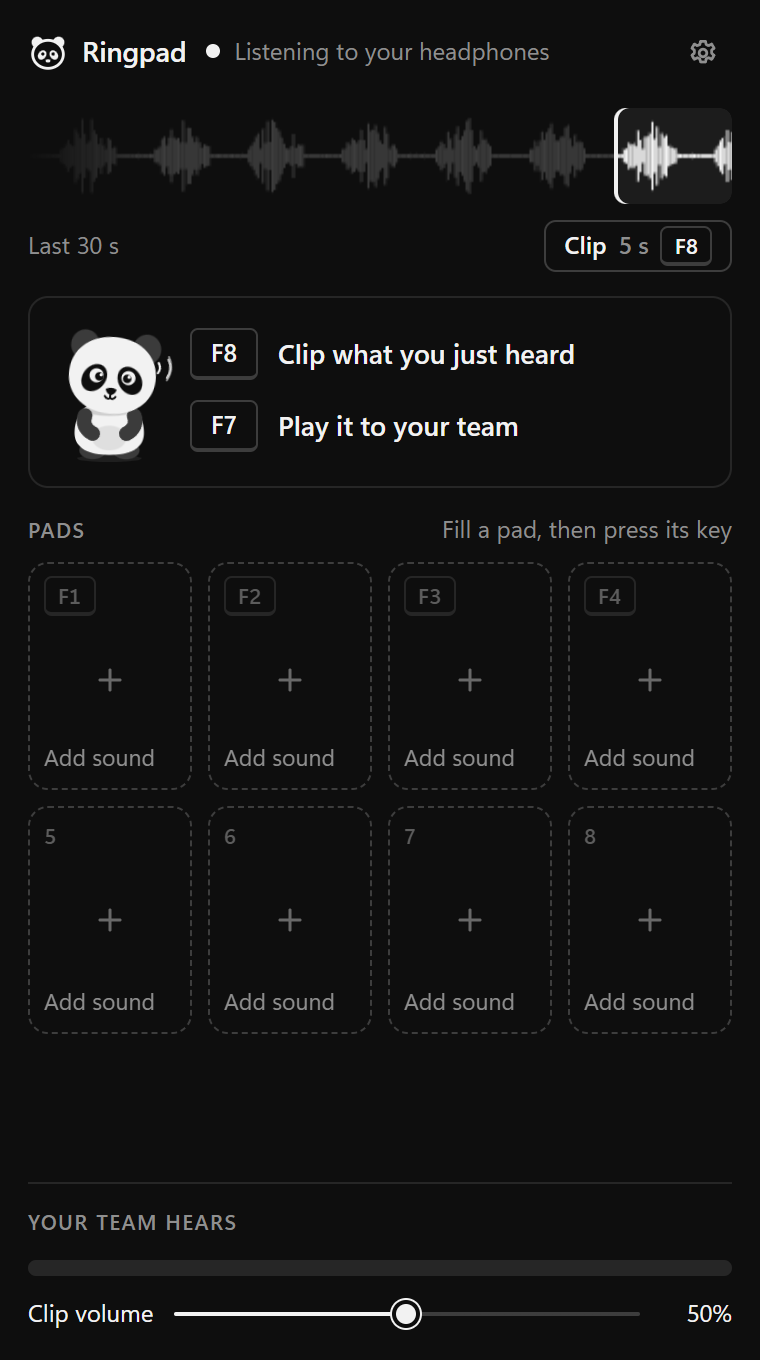 Ringpad
Listening to your headphones
Last 30 s
Clip 5 s F8
F8 Clip what you just heard
F7 Play it to your team
PADS
Fill a pad, then press its key
F1 F2 F3 F4
Add sound Add sound Add sound Add sound
5 6 7 8
Add sound Add sound Add sound Add sound
YOUR TEAM HEARS
Clip volume 50%